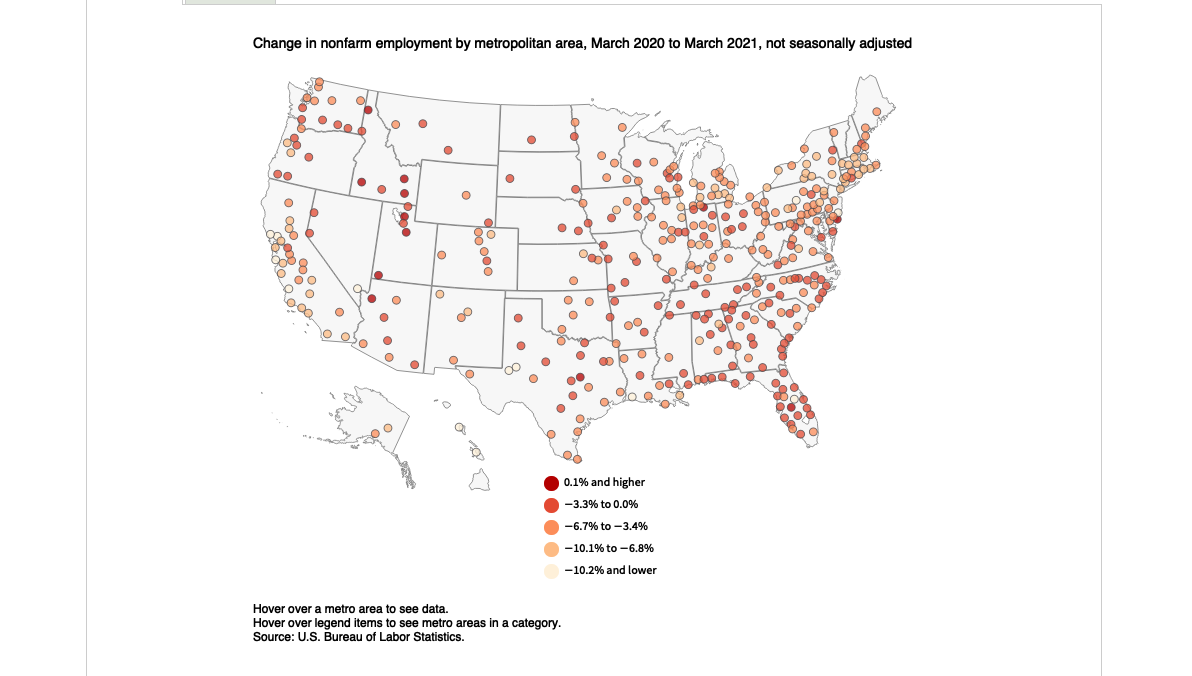 Change in nonfarm employment by metropolitan area, March 2020 to March 2021, not seasonally adjusted
0.1% and higher
−3.3% to 0.0%
−6.7% to −3.4%
−10.1% to −6.8%
−10.2% and lower
Hover over a metro area to see data.
Hover over legend items to see metro areas in a category.
Source: U.S. Bureau of Labor Statistics.